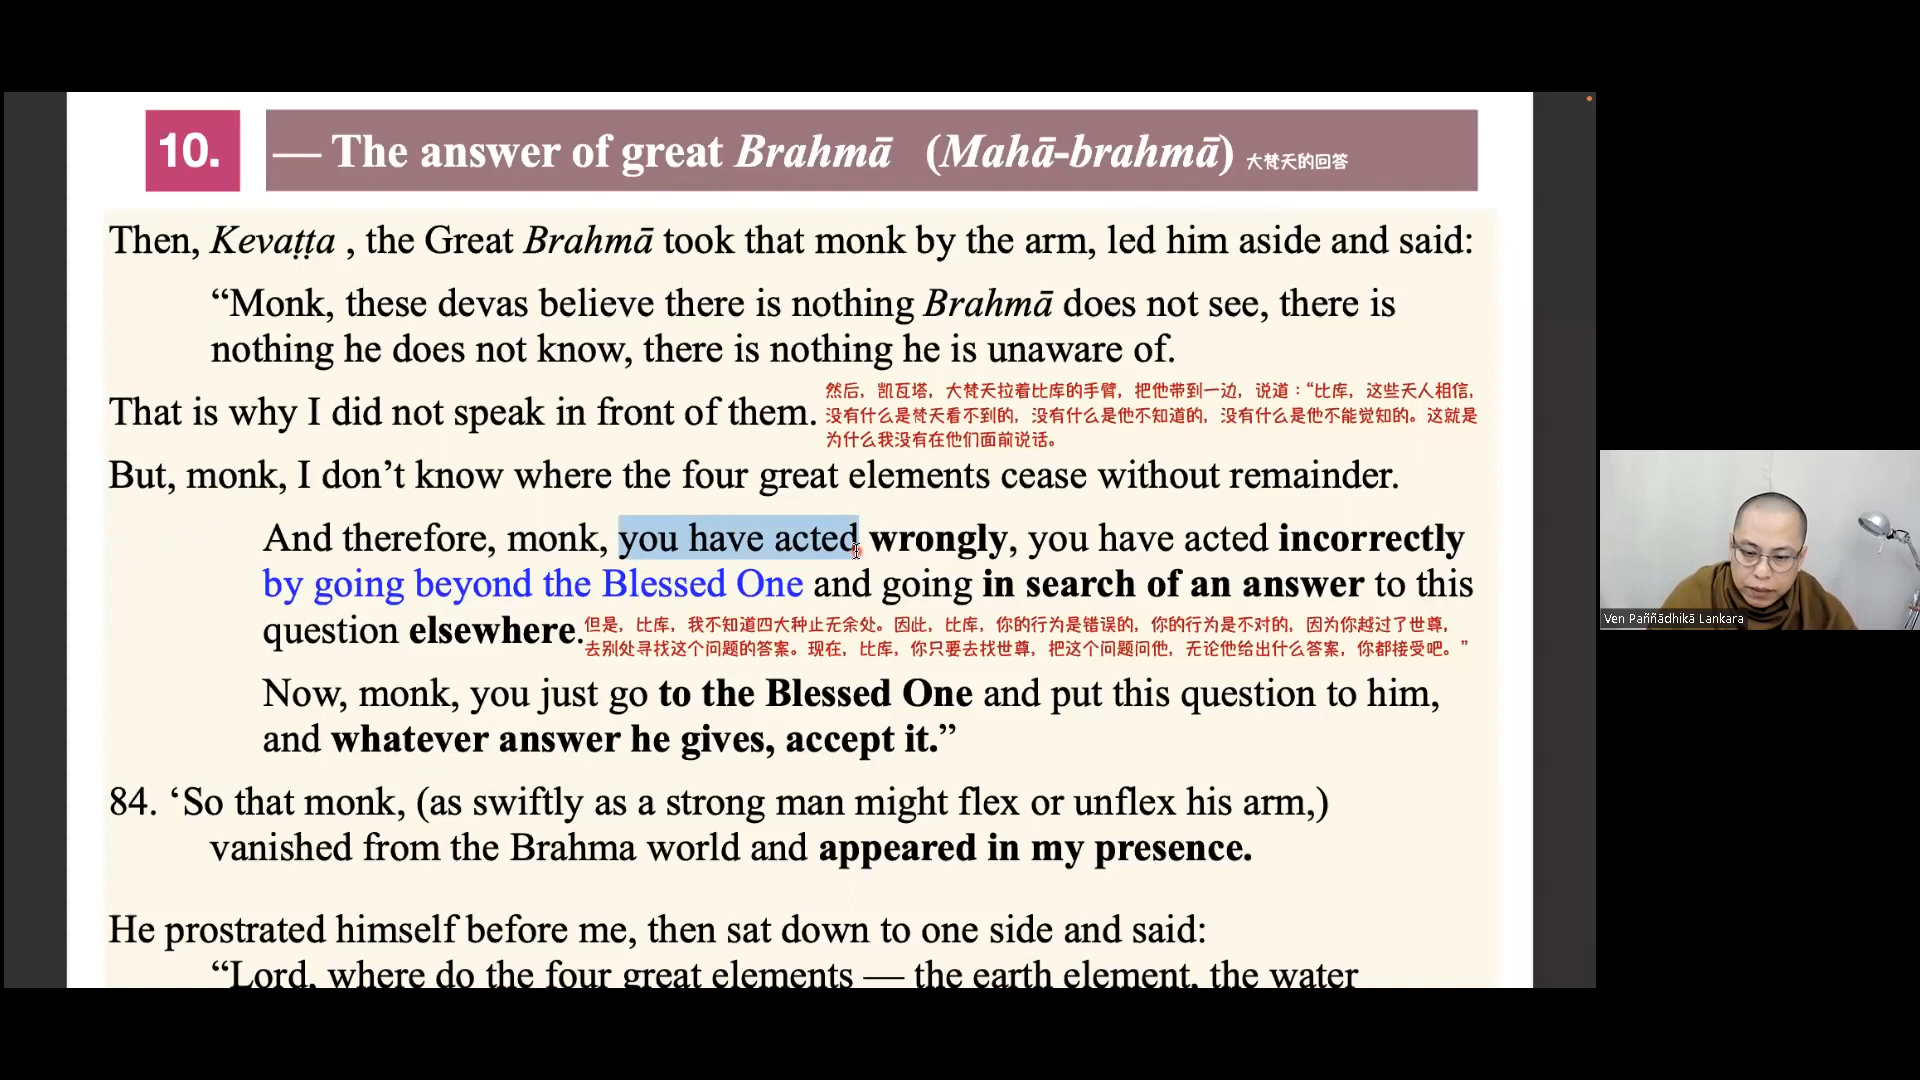 10. — The answer of great Brahmā (Mahā-brahmā) 大梵天的回答
Then, Kevaṭṭa , the Great Brahmā took that monk by the arm, led him aside and said:
“Monk, these devas believe there is nothing Brahmā does not see, there is
nothing he does not know, there is nothing he is unaware of.
That is why I did not speak in front of them.
然后，凯瓦塔，大梵天拉着比库的手臂，把他带到一边，说道：“比库，这些天人相信，
没有什么是梵天看不到的，没有什么是他不知道的，没有什么是他不能觉知的。这就是
为什么我没有在他们面前说话。
But, monk, I don’t know where the four great elements cease without remainder.
And therefore, monk, you have acted wrongly, you have acted incorrectly
by going beyond the Blessed One and going in search of an answer to this
question elsewhere.
但是，比库，我不知道四大种止无余处。因此，比库，你的行为是错误的，你的行为是不对的，因为你越过了世尊，
去别处寻找这个问题的答案。现在，比库，你只要去找世尊，把这个问题问他，无论他给出什么答案，你都接受吧。”
Now, monk, you just go to the Blessed One and put this question to him,
and whatever answer he gives, accept it.”
84. ‘So that monk, (as swiftly as a strong man might flex or unflex his arm,)
vanished from the Brahma world and appeared in my presence.
He prostrated himself before me, then sat down to one side and said:
“Lord, where do the four great elements — the earth element, the water
Ven Paññādhikā Lankara